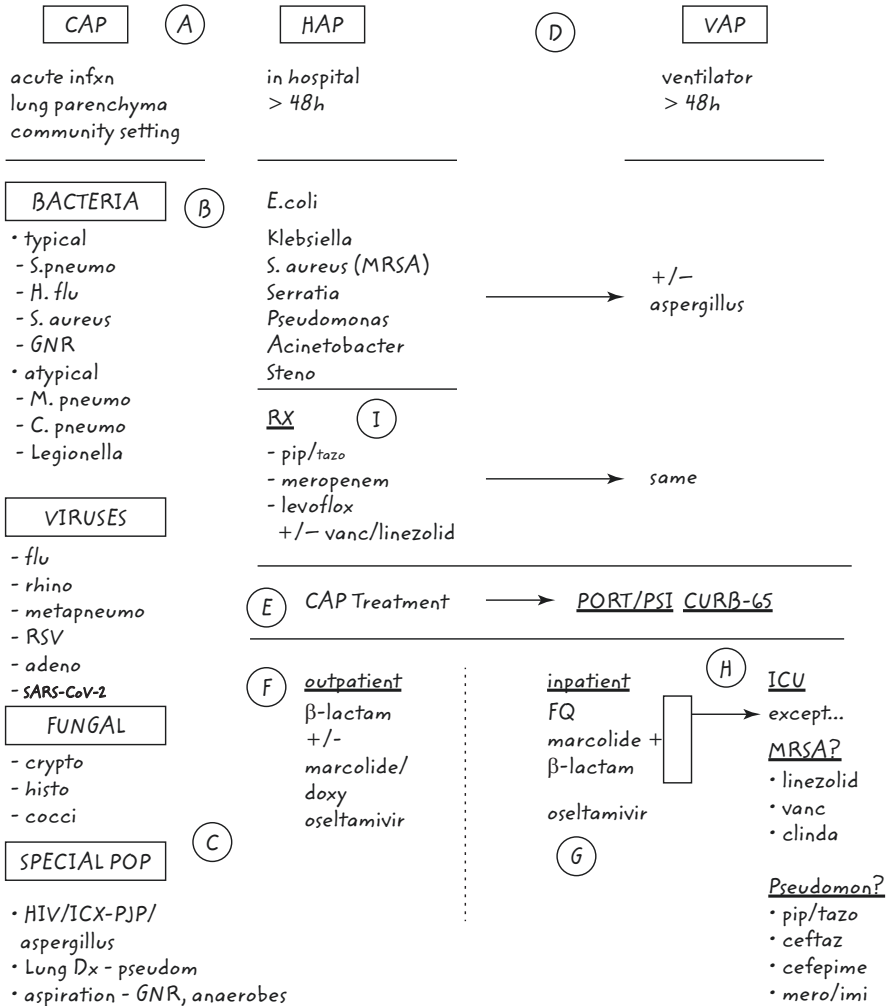 CAP
A
acute infxn
lung parenchyma
community setting
HAP
in hospital
> 48h
D
VAP
ventilator
> 48h
BACTERIA
B
• typical
- S.pneumo
- H. flu
- S. aureus
- GNR
• atypical
- M. pneumo
- C. pneumo
- Legionella
VIRUSES
- flu
- rhino
- metapneumo
- RSV
- adeno
- SARS-CoV-2
FUNGAL
- crypto
- histo
- cocci
C
SPECIAL POP
• HIV/ICX-PJP/
aspergillus
• Lung Dx - pseudom
• aspiration - GNR, anaerobes
E.coli
Klebsiella
S. aureus (MRSA)
Serratia
Pseudomonas
Acinetobacter
Steno
+/-
aspergillus
RX
I
- pip/tazo
- meropenem
- levoflox
+/- vanc/linezolid
same
E
CAP Treatment
PORT/PSI CURB-65
F
outpatient
β-lactam
+/-
marcolide/
doxy
oseltamivir
inpatient
FQ
marcolide +
β-lactam
oseltamivir
G
H
ICU
except...
MRSA?
• linezolid
• vanc
• clinda
Pseudomon?
• pip/tazo
• ceftaz
• cefepime
• mero/imi